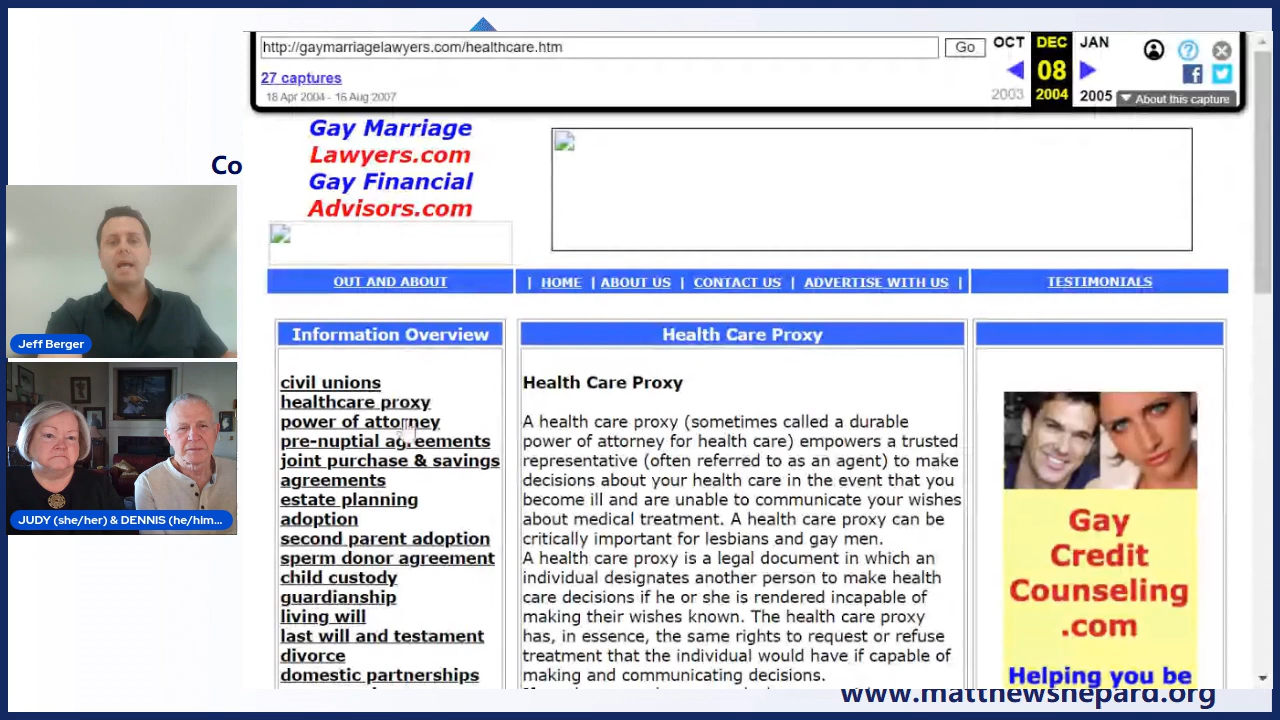 http://gaymarriagelawyers.com/healthcare.htm
Go
OCT
DEC
JAN
27 captures
08
18 Apr 2004 - 16 Aug 2007
2003
2004
2005
About this capture
Gay Marriage
Lawyers.com
Gay Financial
Advisors.com
Co
OUT AND ABOUT
| HOME | ABOUT US | CONTACT US | ADVERTISE WITH US |
TESTIMONIALS
Jeff Berger
JUDY (she/her) & DENNIS (he/him...
Information Overview
civil unions
healthcare proxy
power of attorney
pre-nuptial agreements
joint purchase & savings
agreements
estate planning
adoption
second parent adoption
sperm donor agreement
child custody
guardianship
living will
last will and testament
divorce
domestic partnerships
Health Care Proxy
Health Care Proxy
A health care proxy (sometimes called a durable
power of attorney for health care) empowers a trusted
representative (often referred to as an agent) to make
decisions about your health care in the event that you
become ill and are unable to communicate your wishes
about medical treatment. A health care proxy can be
critically important for lesbians and gay men.
A health care proxy is a legal document in which an
individual designates another person to make health
care decisions if he or she is rendered incapable of
making their wishes known. The health care proxy
has, in essence, the same rights to request or refuse
treatment that the individual would have if capable of
making and communicating decisions.
Gay
Credit
Counseling
.com
Helping you be
www.matthewshepard.org